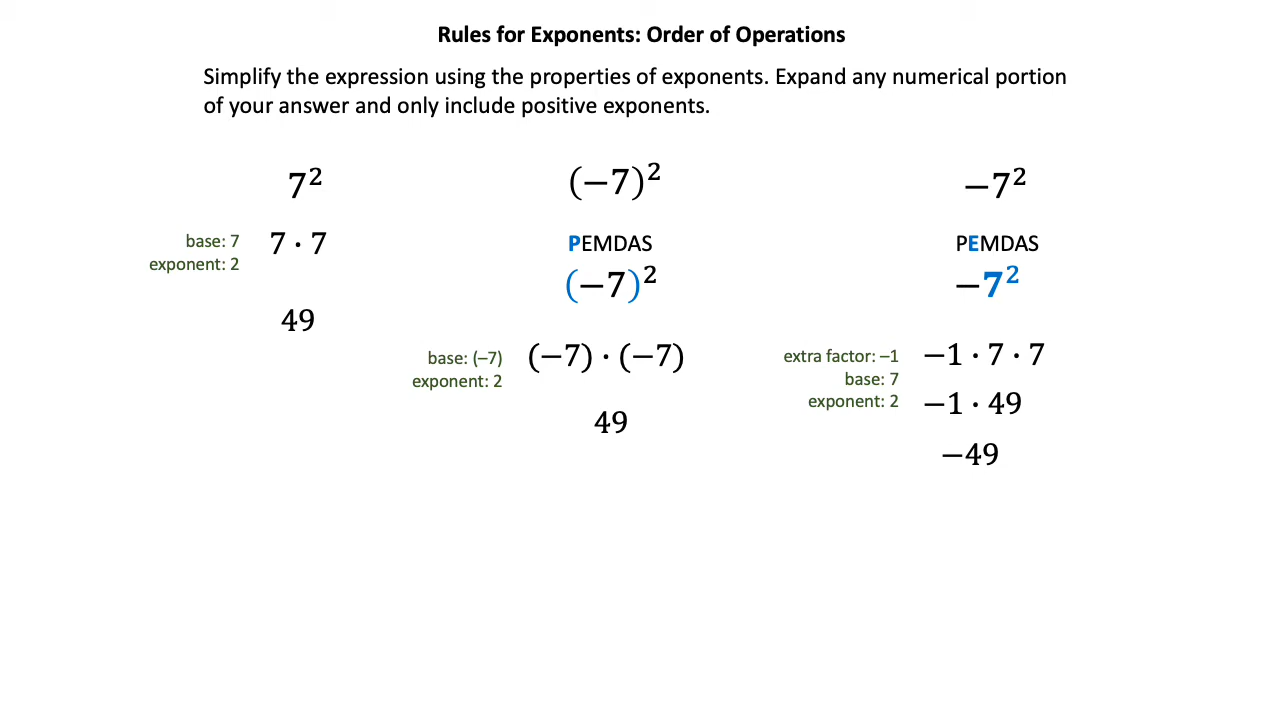 Rules for Exponents: Order of Operations
Simplify the expression using the properties of exponents. Expand any numerical portion
of your answer and only include positive exponents.
7²
base: 7
exponent: 2
7 · 7
49
(−7)²
PEMDAS
(−7)²
base: (–7)
exponent: 2
(−7) · (−7)
49
−7²
PEMDAS
−7²
extra factor: –1
base: 7
exponent: 2
−1 · 7 · 7
−1 · 49
−49